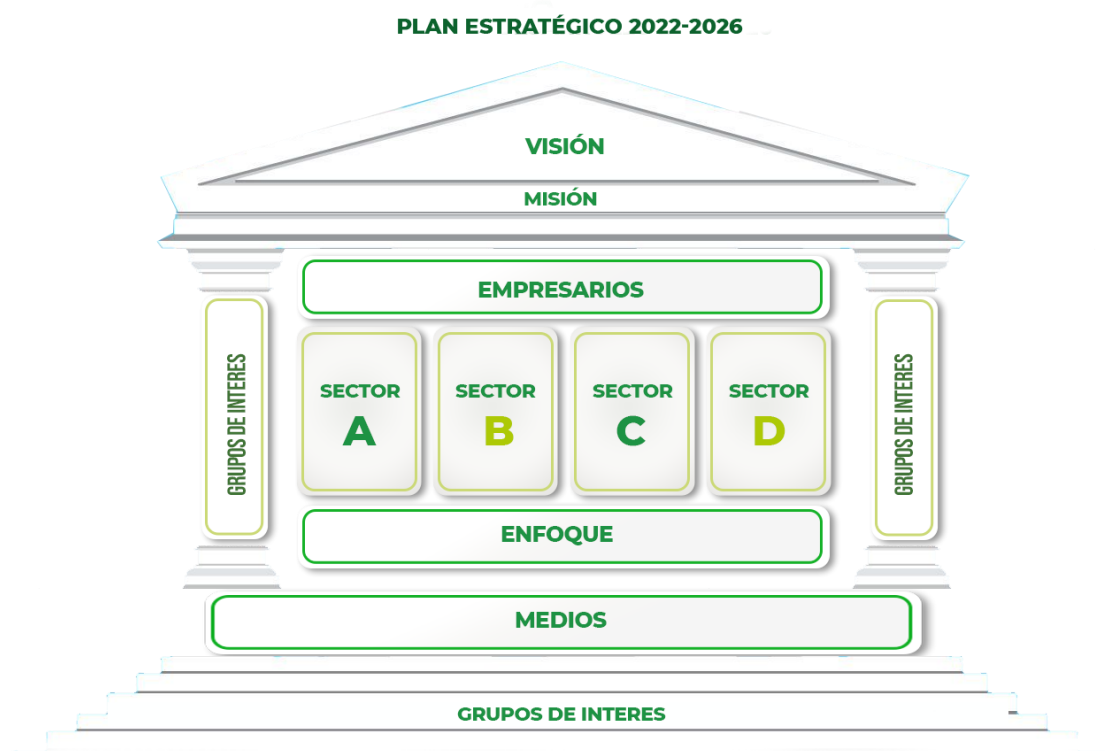 PLAN ESTRATÉGICO 2022-2026
VISIÓN
MISIÓN
EMPRESARIOS
GRUPOS DE INTERES
SECTOR
A
SECTOR
B
SECTOR
C
SECTOR
D
GRUPOS DE INTERES
ENFOQUE
MEDIOS
GRUPOS DE INTERES